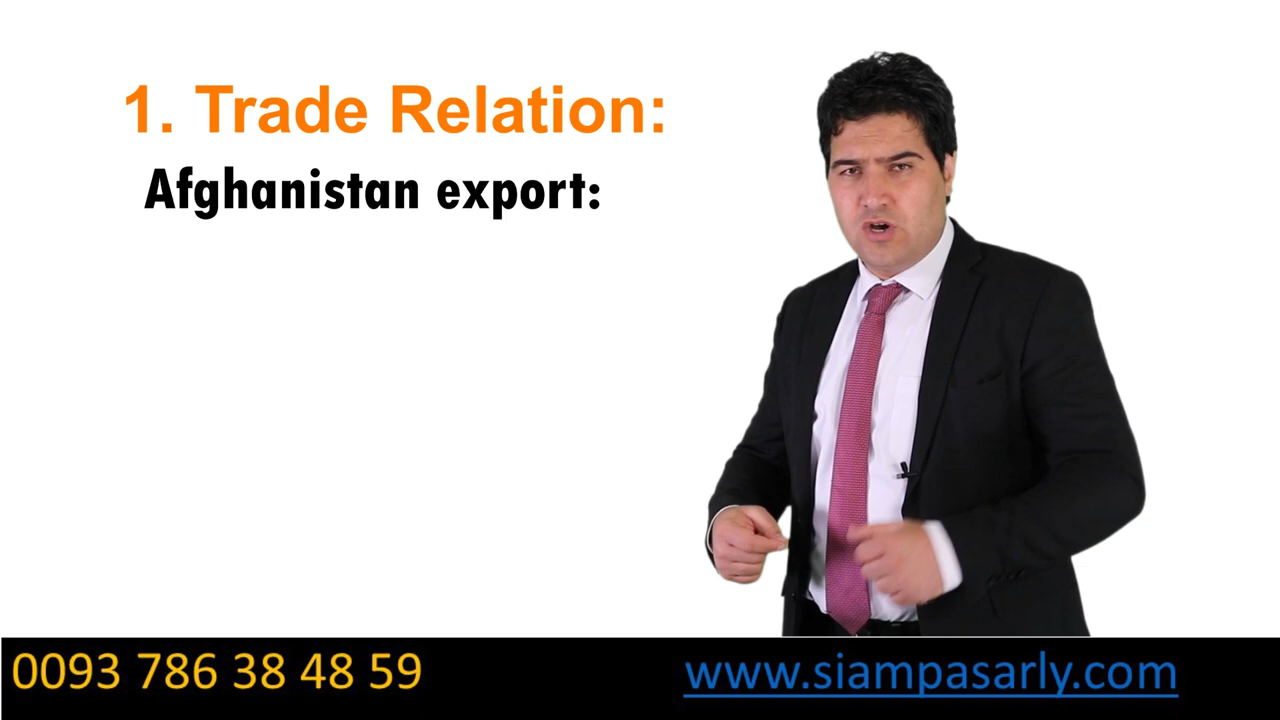 1. Trade Relation:
Afghanistan export:
0093 786 38 48 59
www.siampasarly.com